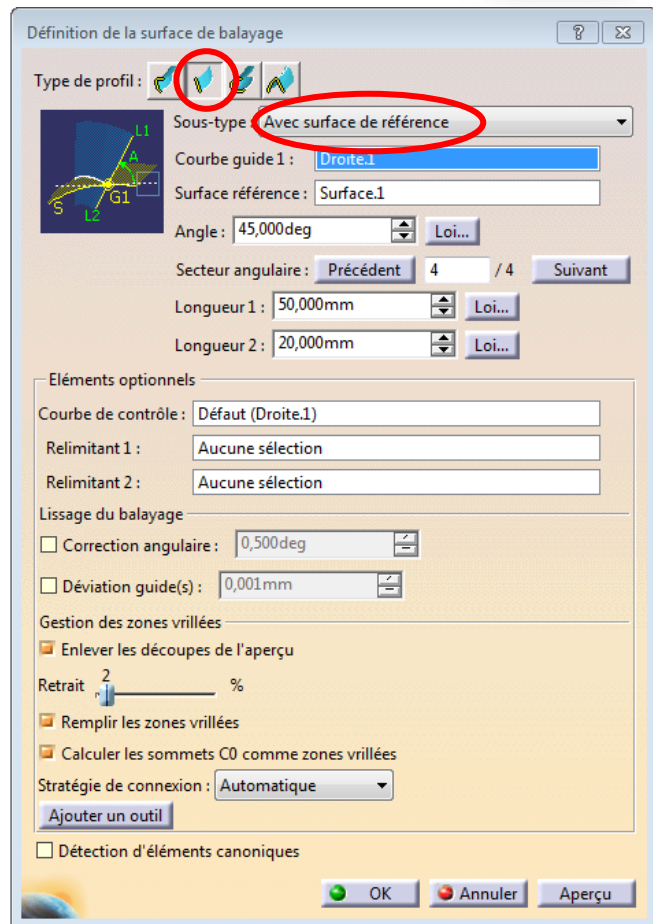 Définition de la surface de balayage
Type de profil :
Sous-type : Avec surface de référence
L1
A
G1
S
L2
Courbe guide 1 : Droite.1
Surface référence : Surface.1
Angle : 45,000deg Loi...
Secteur angulaire : Précédent 4 / 4 Suivant
Longueur 1 : 50,000mm Loi...
Longueur 2 : 20,000mm Loi...
Eléments optionnels
Courbe de contrôle : Défaut (Droite.1)
Relimitant 1 : Aucune sélection
Relimitant 2 : Aucune sélection
Lissage du balayage
Correction angulaire : 0,500deg
Déviation guide(s) : 0,001mm
Gestion des zones vrillées
Enlever les découpes de l'aperçu
Retrait 2 %
Remplir les zones vrillées
Calculer les sommets C0 comme zones vrillées
Stratégie de connexion : Automatique
Ajouter un outil
Détection d'éléments canoniques
OK Annuler Aperçu